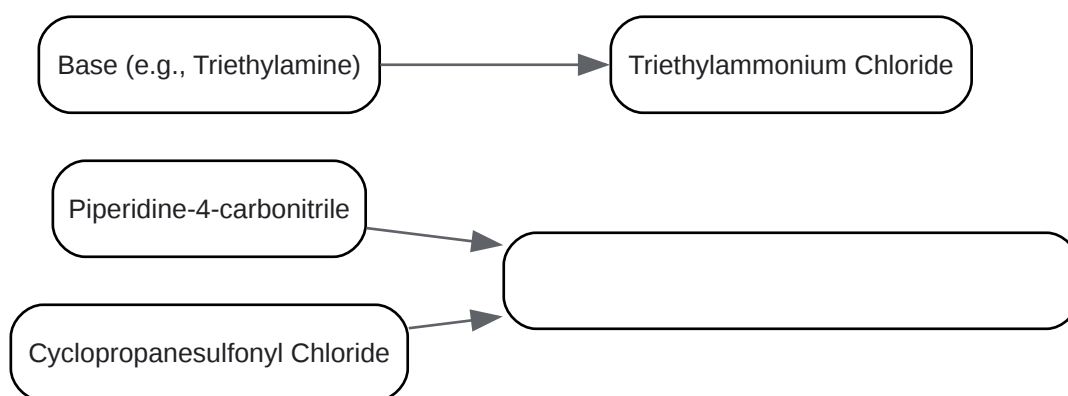 Base (e.g., Triethylamine)
Triethylammonium Chloride
Piperidine-4-carbonitrile
Cyclopropanesulfonyl Chloride